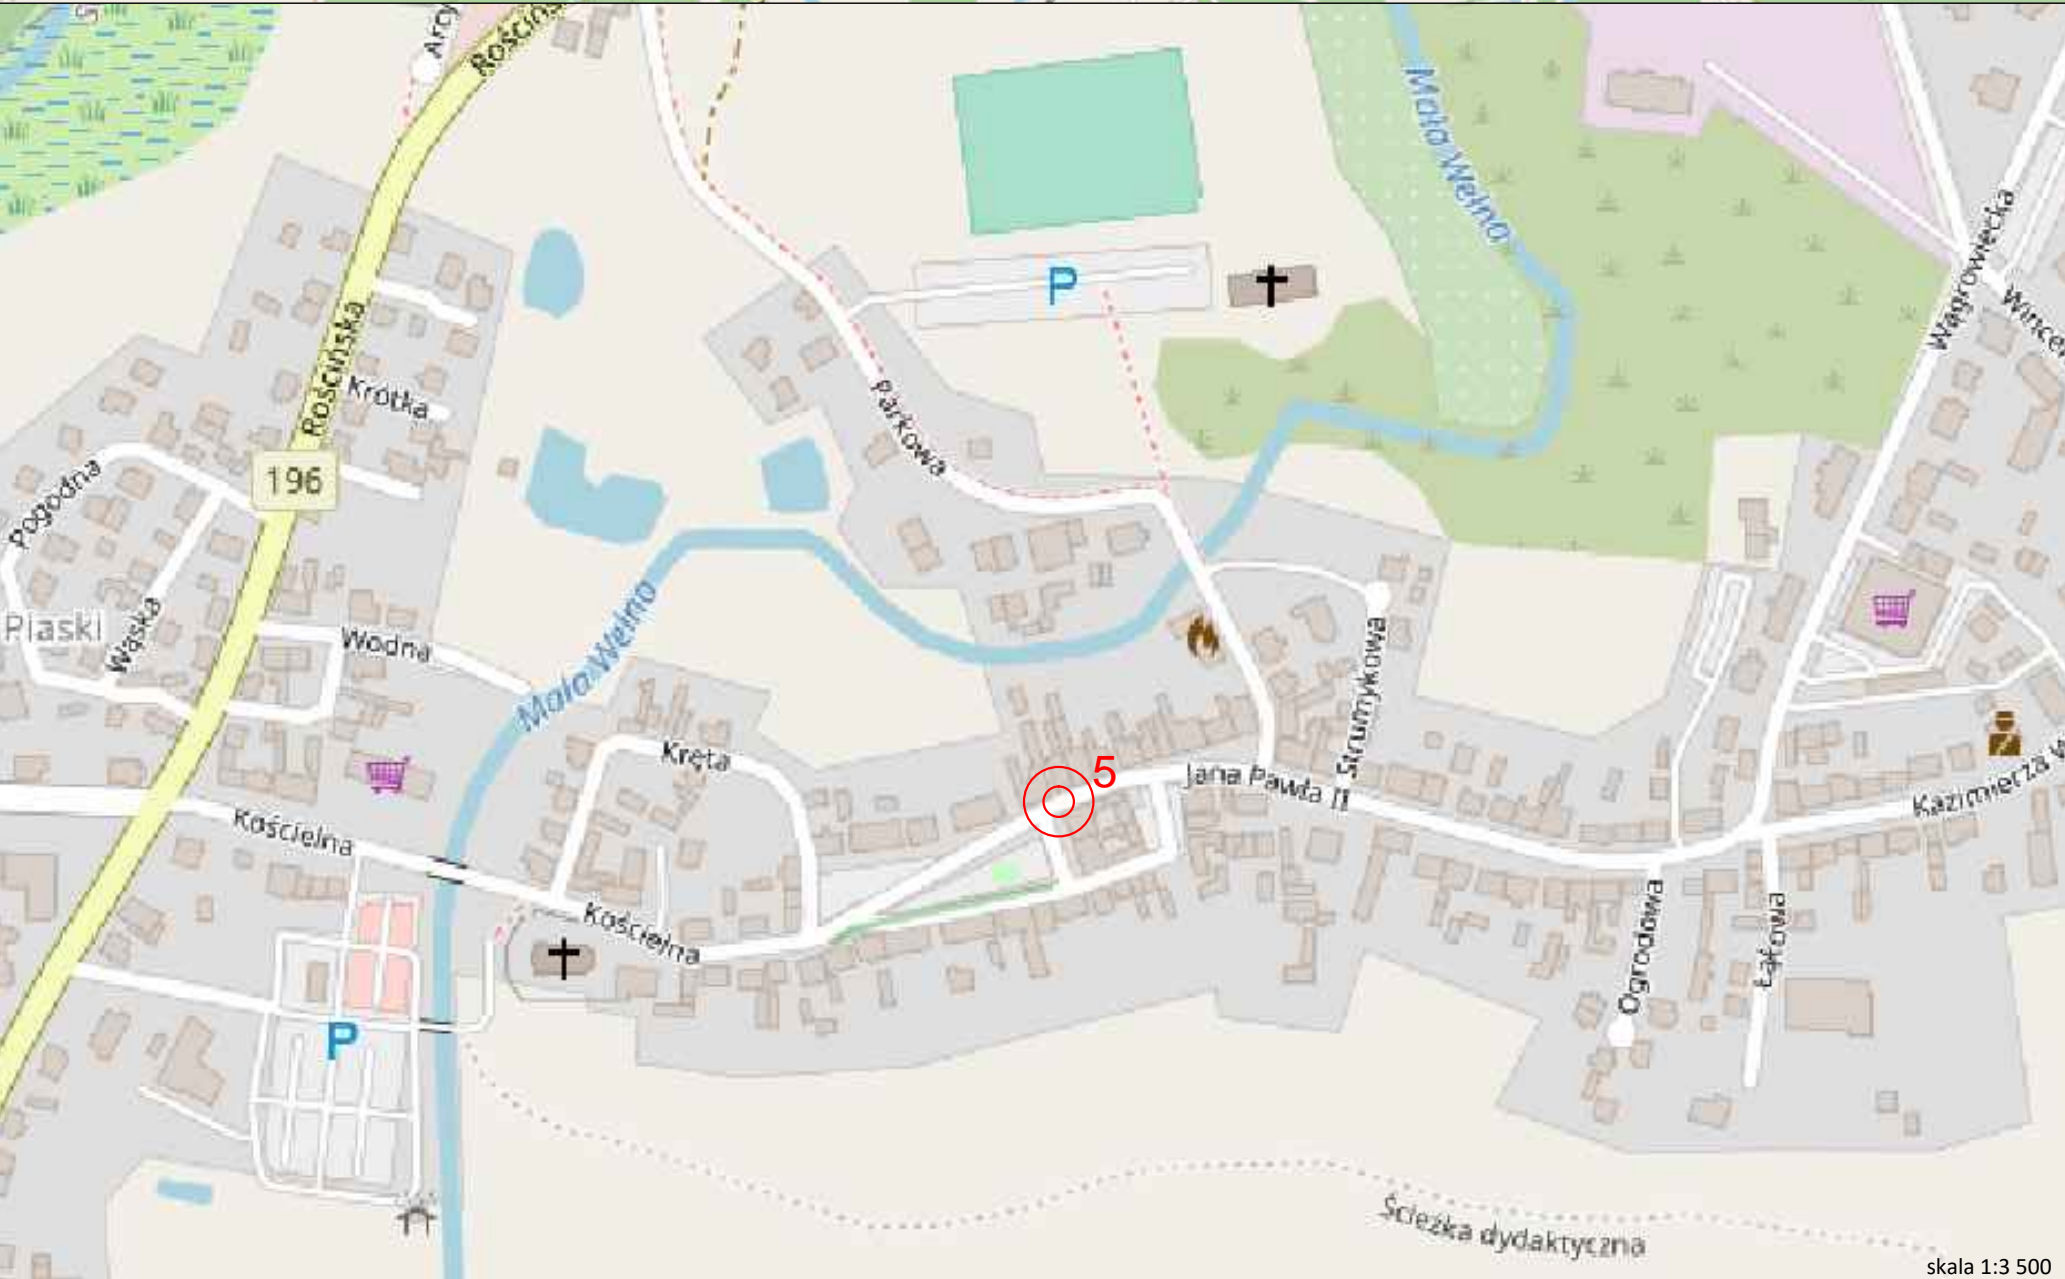 Rościńs
Mała Wełna
Wągrowiecka
P
Rościńska
Krótka
Parkowa
196
Pogodna
Piaski
Wąska
Wodna
Mała Wełna
Strumykowa
Kręta
5
Jana Pawła II
Kościelna
Kazimierza W
Kościelna
Ogrodowa
Łąkowa
P
Ścieżka dydaktyczna
skala 1:3 500